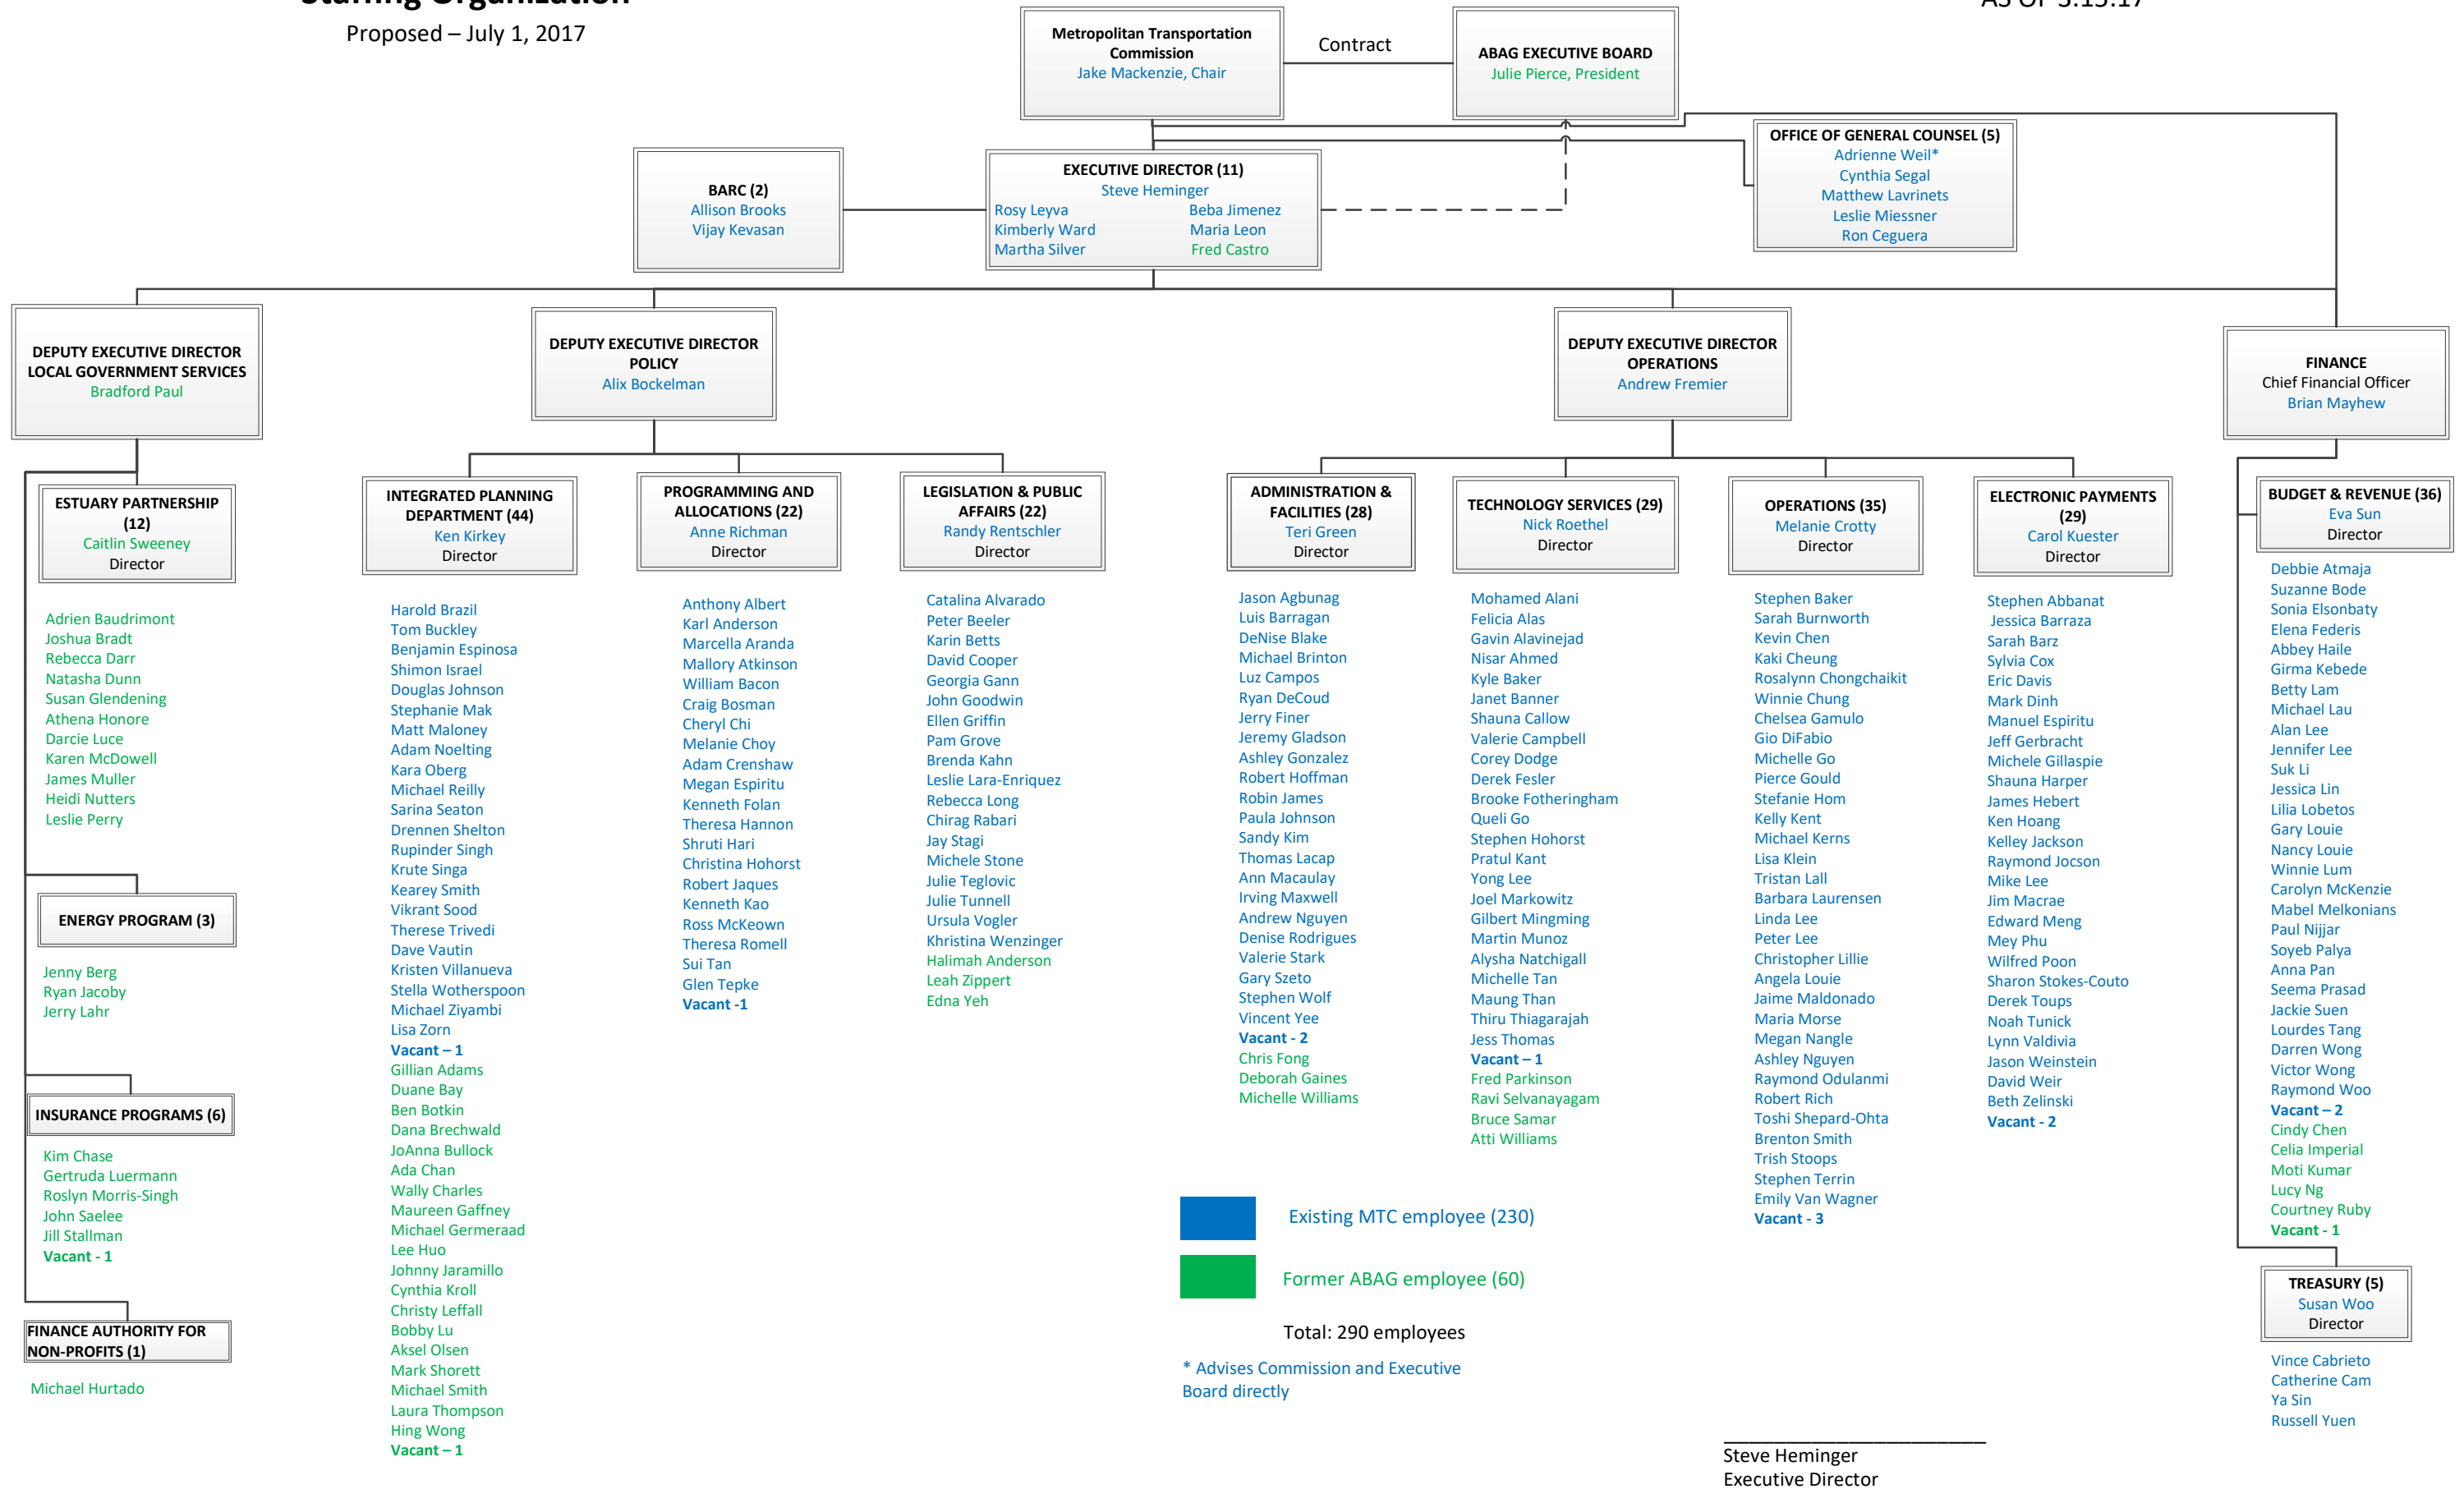 Staffing Organization
Proposed – July 1, 2017
AS OF 3.15.17
Metropolitan Transportation
Commission
Jake Mackenzie, Chair
Contract
ABAG EXECUTIVE BOARD
Julie Pierce, President
OFFICE OF GENERAL COUNSEL (5)
Adrienne Weil*
Cynthia Segal
Matthew Lavrinets
Leslie Miessner
Ron Ceguera
BARC (2)
Allison Brooks
Vijay Kevasan
EXECUTIVE DIRECTOR (11)
Steve Heminger
Rosy Leyva
Kimberly Ward
Martha Silver
Beba Jimenez
Maria Leon
Fred Castro
DEPUTY EXECUTIVE DIRECTOR
LOCAL GOVERNMENT SERVICES
Bradford Paul
DEPUTY EXECUTIVE DIRECTOR
POLICY
Alix Bockelman
DEPUTY EXECUTIVE DIRECTOR
OPERATIONS
Andrew Fremier
FINANCE
Chief Financial Officer
Brian Mayhew
ESTUARY PARTNERSHIP
(12)
Caitlin Sweeney
Director
Adrien Baudrimont
Joshua Bradt
Rebecca Darr
Natasha Dunn
Susan Glendening
Athena Honore
Darcie Luce
Karen McDowell
James Muller
Heidi Nutters
Leslie Perry
ENERGY PROGRAM (3)
Jenny Berg
Ryan Jacoby
Jerry Lahr
INSURANCE PROGRAMS (6)
Kim Chase
Gertruda Luermann
Roslyn Morris-Singh
John Saelee
Jill Stallman
Vacant - 1
FINANCE AUTHORITY FOR
NON-PROFITS (1)
Michael Hurtado
INTEGRATED PLANNING
DEPARTMENT (44)
Ken Kirkey
Director
Harold Brazil
Tom Buckley
Benjamin Espinosa
Shimon Israel
Douglas Johnson
Stephanie Mak
Matt Maloney
Adam Noelting
Kara Oberg
Michael Reilly
Sarina Seaton
Drennen Shelton
Rupinder Singh
Krute Singa
Kearey Smith
Vikrant Sood
Therese Trivedi
Dave Vautin
Kristen Villanueva
Stella Wotherspoon
Michael Ziyambi
Lisa Zorn
Vacant – 1
Gillian Adams
Duane Bay
Ben Botkin
Dana Brechwald
JoAnna Bullock
Ada Chan
Wally Charles
Maureen Gaffney
Michael Germeraad
Lee Huo
Johnny Jaramillo
Cynthia Kroll
Christy Leffall
Bobby Lu
Aksel Olsen
Mark Shorett
Michael Smith
Laura Thompson
Hing Wong
Vacant – 1
PROGRAMMING AND
ALLOCATIONS (22)
Anne Richman
Director
Anthony Albert
Karl Anderson
Marcella Aranda
Mallory Atkinson
William Bacon
Craig Bosman
Cheryl Chi
Melanie Choy
Adam Crenshaw
Megan Espiritu
Kenneth Folan
Theresa Hannon
Shruti Hari
Christina Hohorst
Robert Jaques
Kenneth Kao
Ross McKeown
Theresa Romell
Sui Tan
Glen Tepke
Vacant -1
LEGISLATION & PUBLIC
AFFAIRS (22)
Randy Rentschler
Director
Catalina Alvarado
Peter Beeler
Karin Betts
David Cooper
Georgia Gann
John Goodwin
Ellen Griffin
Pam Grove
Brenda Kahn
Leslie Lara-Enriquez
Rebecca Long
Chirag Rabari
Jay Stagi
Michele Stone
Julie Teglovic
Julie Tunnell
Ursula Vogler
Khristina Wenzinger
Halimah Anderson
Leah Zippert
Edna Yeh
ADMINISTRATION &
FACILITIES (28)
Teri Green
Director
Jason Agbunag
Luis Barragan
DeNise Blake
Michael Brinton
Luz Campos
Ryan DeCoud
Jerry Finer
Jeremy Gladson
Ashley Gonzalez
Robert Hoffman
Robin James
Paula Johnson
Sandy Kim
Thomas Lacap
Ann Macaulay
Irving Maxwell
Andrew Nguyen
Denise Rodrigues
Valerie Stark
Gary Szeto
Stephen Wolf
Vincent Yee
Vacant - 2
Chris Fong
Deborah Gaines
Michelle Williams
TECHNOLOGY SERVICES (29)
Nick Roethel
Director
Mohamed Alani
Felicia Alas
Gavin Alavinejad
Nisar Ahmed
Kyle Baker
Janet Banner
Shauna Callow
Valerie Campbell
Corey Dodge
Derek Fesler
Brooke Fotheringham
Queli Go
Stephen Hohorst
Pratul Kant
Yong Lee
Joel Markowitz
Gilbert Mingming
Martin Munoz
Alysha Natchigall
Michelle Tan
Maung Than
Thiru Thiagarajah
Jess Thomas
Vacant – 1
Fred Parkinson
Ravi Selvanayagam
Bruce Samar
Atti Williams
OPERATIONS (35)
Melanie Crotty
Director
Stephen Baker
Sarah Burnworth
Kevin Chen
Kaki Cheung
Rosalynn Chongchaikit
Winnie Chung
Chelsea Gamulo
Gio DiFabio
Michelle Go
Pierce Gould
Stefanie Hom
Kelly Kent
Michael Kerns
Lisa Klein
Tristan Lall
Barbara Laurensen
Linda Lee
Peter Lee
Christopher Lillie
Angela Louie
Jaime Maldonado
Maria Morse
Megan Nangle
Ashley Nguyen
Raymond Odulanmi
Robert Rich
Toshi Shepard-Ohta
Brenton Smith
Trish Stoops
Stephen Terrin
Emily Van Wagner
Vacant - 3
ELECTRONIC PAYMENTS
(29)
Carol Kuester
Director
Stephen Abbanat
Jessica Barraza
Sarah Barz
Sylvia Cox
Eric Davis
Mark Dinh
Manuel Espiritu
Jeff Gerbracht
Michele Gillaspie
Shauna Harper
James Hebert
Ken Hoang
Kelley Jackson
Raymond Jocson
Mike Lee
Jim Macrae
Edward Meng
Mey Phu
Wilfred Poon
Sharon Stokes-Couto
Derek Toups
Noah Tunick
Lynn Valdivia
Jason Weinstein
David Weir
Beth Zelinski
Vacant - 2
BUDGET & REVENUE (36)
Eva Sun
Director
Debbie Atmaja
Suzanne Bode
Sonia Elsonbaty
Elena Federis
Abbey Haile
Girma Kebede
Betty Lam
Michael Lau
Alan Lee
Jennifer Lee
Suk Li
Jessica Lin
Lilia Lobetos
Gary Louie
Nancy Louie
Winnie Lum
Carolyn McKenzie
Mabel Melkonians
Paul Nijjar
Soyeb Palya
Anna Pan
Seema Prasad
Jackie Suen
Lourdes Tang
Darren Wong
Victor Wong
Raymond Woo
Vacant – 2
Cindy Chen
Celia Imperial
Moti Kumar
Lucy Ng
Courtney Ruby
Vacant - 1
TREASURY (5)
Susan Woo
Director
Vince Cabrieto
Catherine Cam
Ya Sin
Russell Yuen
Existing MTC employee (230)
Former ABAG employee (60)
Total: 290 employees
* Advises Commission and Executive
Board directly
Steve Heminger
Executive Director